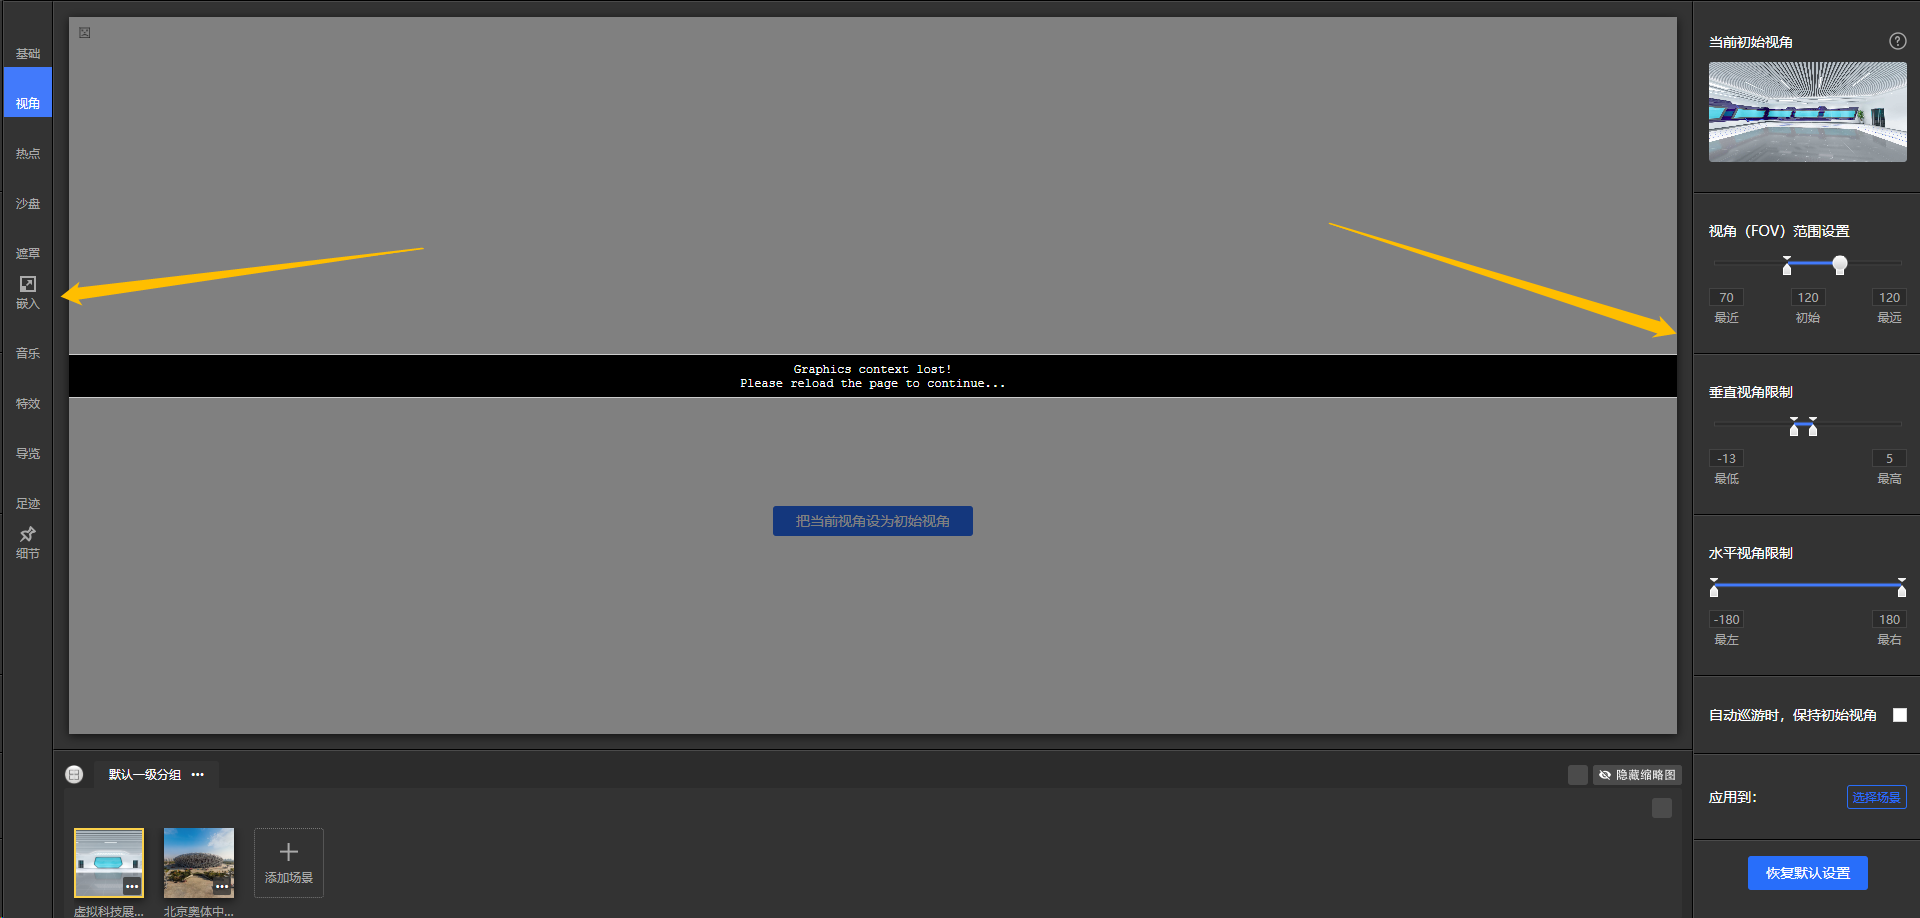 基础
视角
热点
沙盘
遮罩
嵌入
音乐
特效
导览
足迹
细节
Graphics context lost!
Please reload the page to continue...
把当前视角设为初始视角
默认一级分组 •••
隐藏缩略图
虚拟科技展...
北京奥体中...
添加场景
当前初始视角
视角（FOV）范围设置
70 120 120
最近 初始 最远
垂直视角限制
-13 5
最低 最高
水平视角限制
-180 180
最左 最右
自动巡游时，保持初始视角
应用到：
选择场景
恢复默认设置